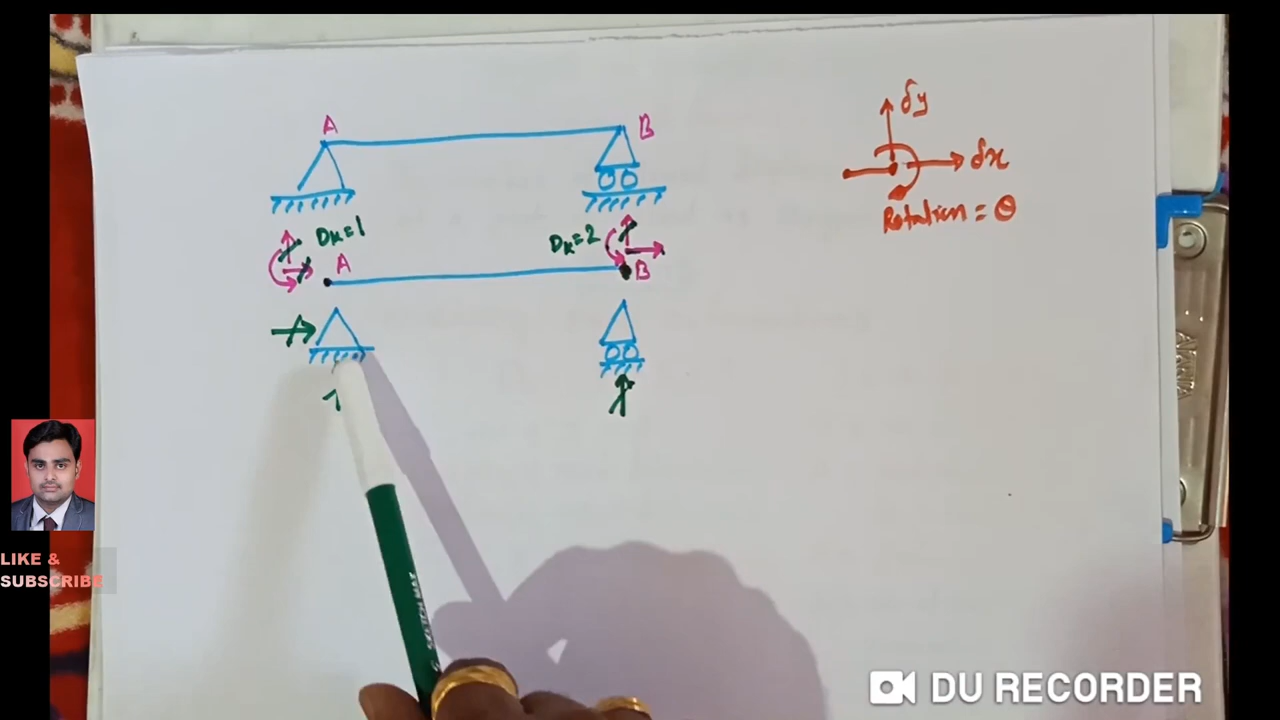 A
B
δy
δx
Rotation = θ
Dk=1
Dk=2
A
B
LIKE &
SUBSCRIBE
DU RECORDER